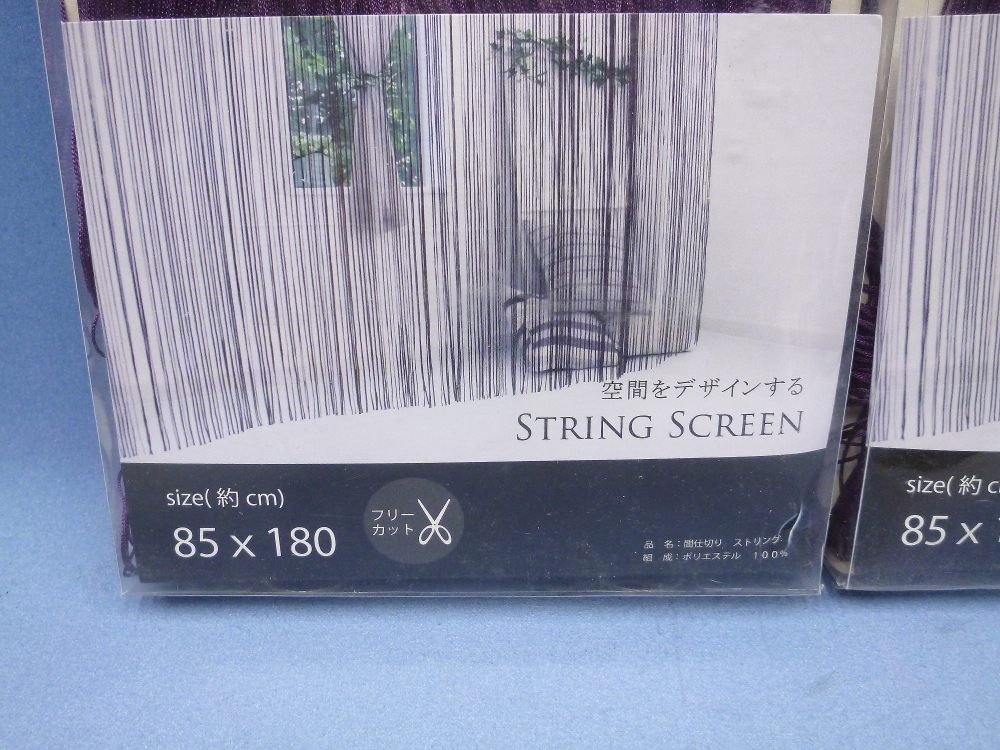 空間をデザインする
STRING SCREEN
size( 約 cm)
85 x 180
フリー
カット
品 名:間仕切り ストリング
組 成:ポリエステル 100%
size( 約 c
85 x